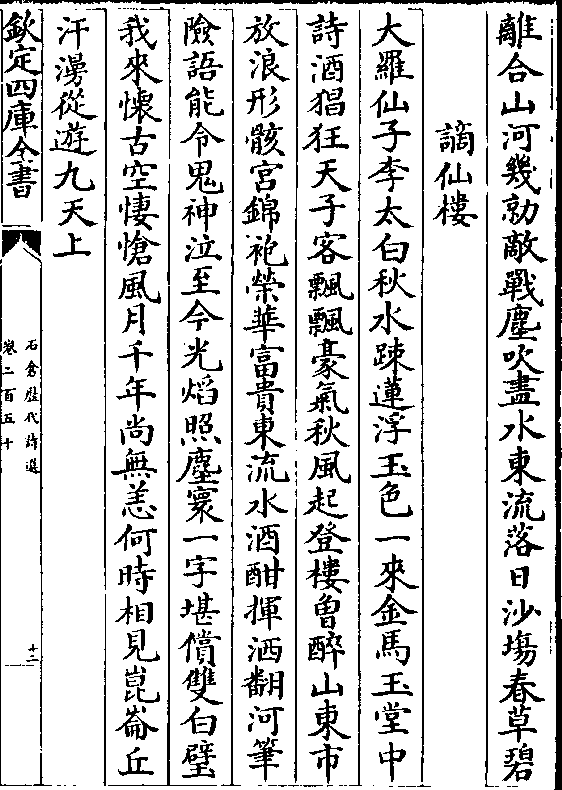 離合山河幾勍敵戰塵吹盡水東流落日沙塲春草碧
謫仙樓
大羅仙子李太白秋水踈蓮浮玉色一來金馬玉堂中
詩酒猖狂天子客飄飄豪氣秋風起登樓曽醉山東市
放浪形骸宮錦袍榮華富貴東流水酒酣揮洒翻河筆
險語能令鬼神泣至今光熖照塵寰一字堪償雙白璧
我來懷古空悽愴風月千年尚無恙何時相見崑崙丘
汗漫從遊九天上
欽定四庫全書
石倉歴代詩選
卷二百五十
十二